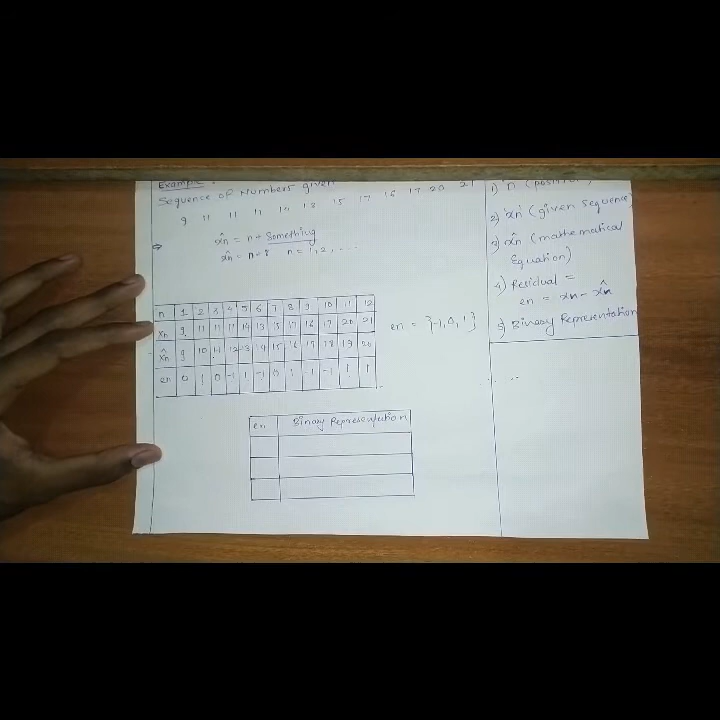 Example :
Sequence of Numbers given
9 11 11 11 14 13 15 17 16 17 20 21
⇒ x̂n = n + Something
x̂n = n+8 n = 1,2, ....
n 1 2 3 4 5 6 7 8 9 10 11 12
xn 9 11 11 11 14 13 15 17 16 17 20 21
x̂n 9 10 11 12 13 14 15 16 17 18 19 20
en 0 1 0 -1 1 -1 0 1 -1 -1 1 1
en = {-1, 0, 1}
en Binary Representation
1) 'n'
2) 'xn' (given sequence)
3) x̂n (mathematical
Equation)
4) Residual =
en = xn - x̂n
5) Binary Representation